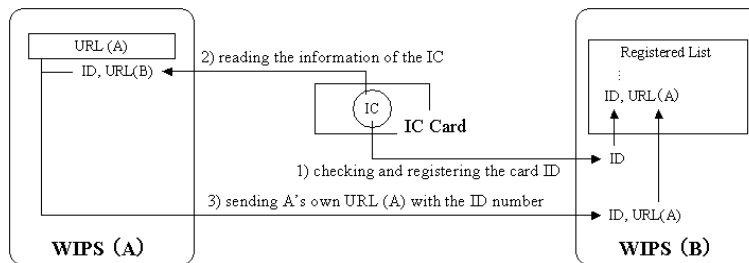 URL (A)
ID, URL(B)
2) reading the information of the IC
IC
IC Card
1) checking and registering the card ID
3) sending A's own URL (A) with the ID number
WIPS (A)
Registered List
⋮
ID, URL(A)
ID
ID, URL(A)
WIPS (B)